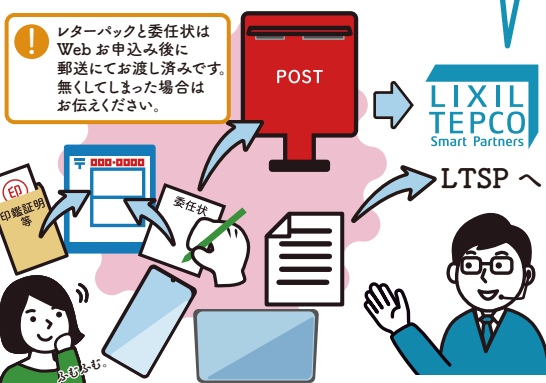 レターパックと委任状は
Webお申込み後に
郵送にてお渡し済みです。
無くしてしまった場合は
お伝えください。
POST
LIXIL
TEPCO
Smart Partners
〒 000-0000
印
印鑑証明
等
委任状
LTSP へ
ふむふむ。